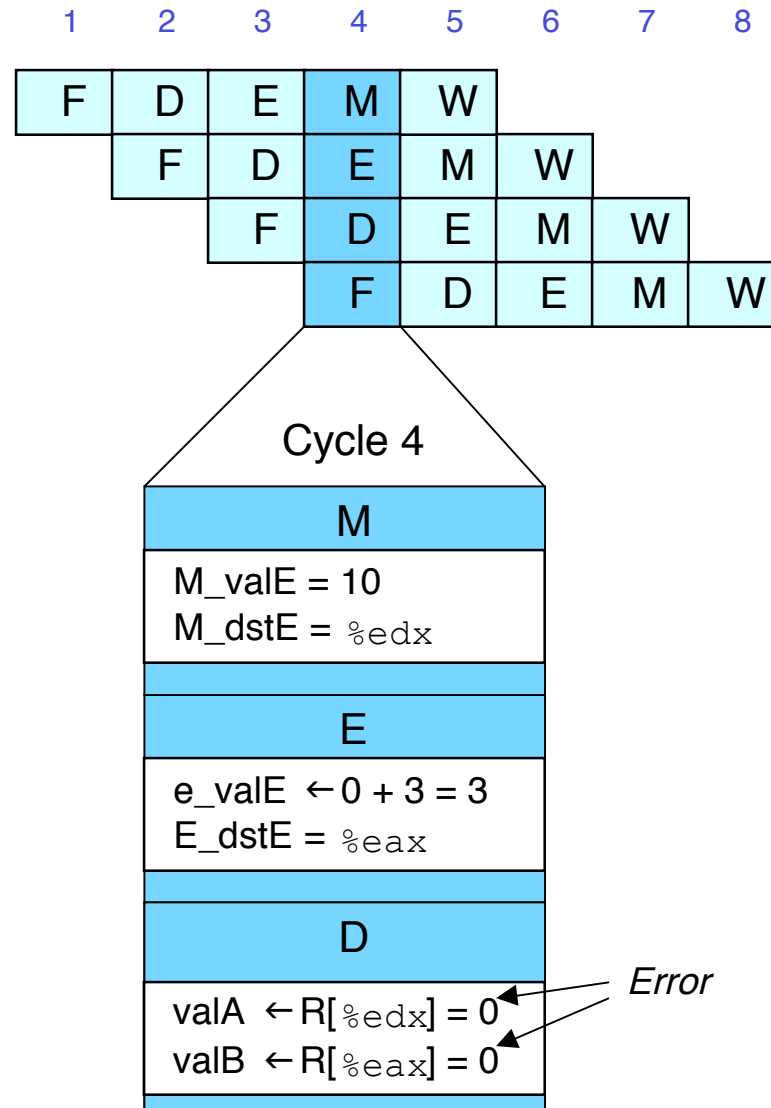 1 2 3 4 5 6 7 8
F D E M W
F D E M W
F D E M W
F D E M W
Cycle 4
M
M_valE = 10
M_dstE = %edx
E
e_valE ← 0 + 3 = 3
E_dstE = %eax
D
Error
valA ← R[%edx] = 0
valB ← R[%eax] = 0